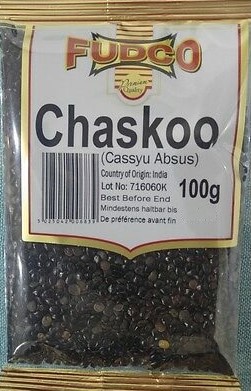 FUDCO
Premium
Quality
Chaskoo
(Cassyu Absus)
Country of Origin: India
Lot No: 716060K
100g
Best Before End
Mindestens haltbar bis
De préférence avant fin